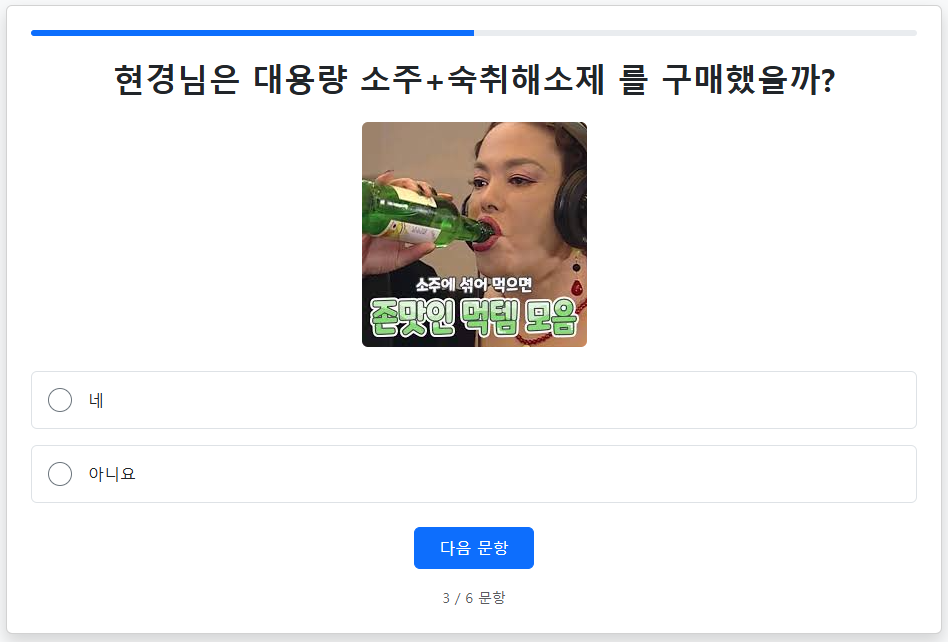 현경님은 대용량 소주+숙취해소제 를 구매했을까?
소주에 섞어 먹으면
존맛인 먹템 모음
네
아니요
다음 문항
3 / 6 문항